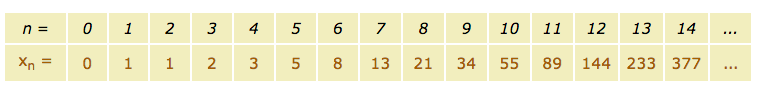 n = 0 1 2 3 4 5 6 7 8 9 10 11 12 13 14 ...
xn = 0 1 1 2 3 5 8 13 21 34 55 89 144 233 377 ...